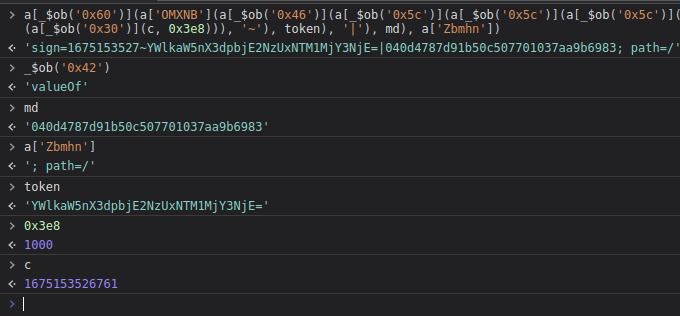 > a[_$ob('0x60')](a['OMXNB'](a[_$ob('0x46')](a[_$ob('0x5c')](a[_$ob('0x5c')](a[_$ob('0x5c')](
(a[_$ob('0x30')](c, 0x3e8))), '~'), token), '|'), md), a['Zbmhn'])
< 'sign=1675153527~YWlkaW5nX3dpbjE2NzUxNTM1MjY3NjE=|040d4787d91b50c507701037aa9b6983; path=/'
> _$ob('0x42')
< 'valueOf'
> md
< '040d4787d91b50c507701037aa9b6983'
> a['Zbmhn']
< '; path=/'
> token
< 'YWlkaW5nX3dpbjE2NzUxNTM1MjY3NjE='
> 0x3e8
< 1000
> c
< 1675153526761
>